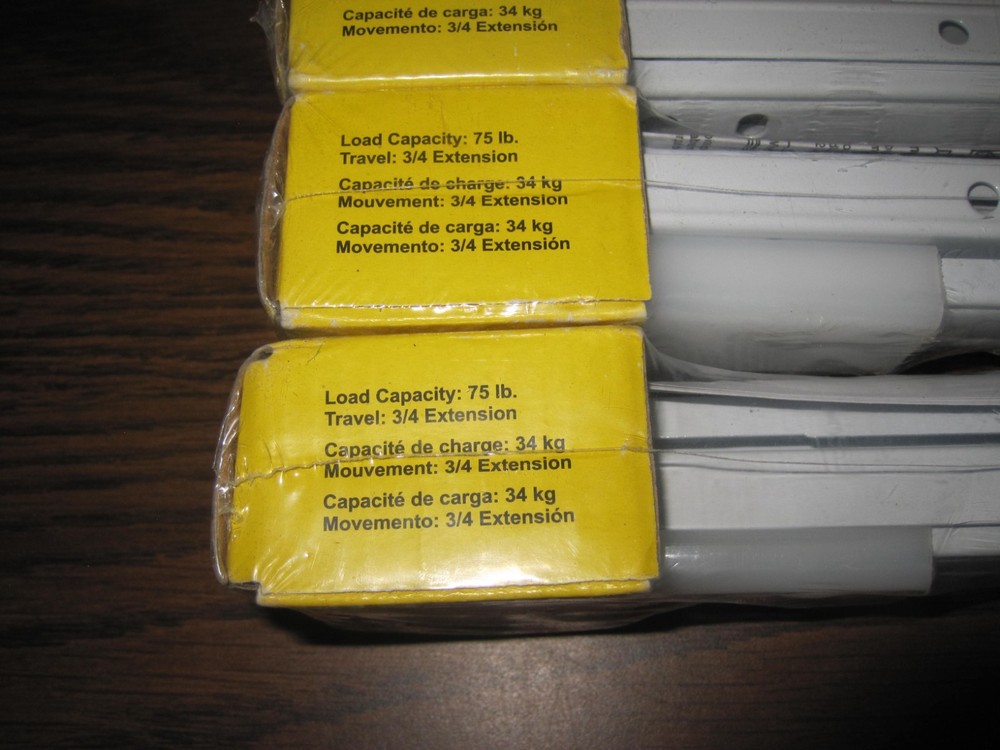 Capacité de carga: 34 kg
Movemento: 3/4 Extensión
Load Capacity: 75 lb.
Travel: 3/4 Extension
Capacité de charge: 34 kg
Mouvement: 3/4 Extension
Capacité de carga: 34 kg
Movemento: 3/4 Extensión
Load Capacity: 75 lb.
Travel: 3/4 Extension
Capacité de charge: 34 kg
Mouvement: 3/4 Extension
Capacité de carga: 34 kg
Movemento: 3/4 Extensión